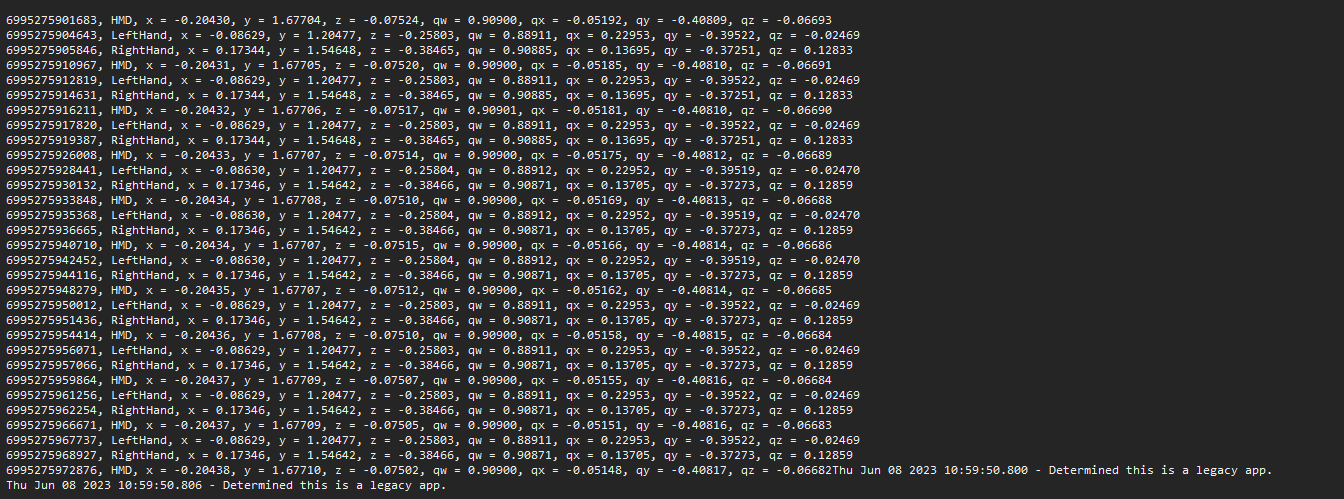 6995275901683, HMD, x = -0.20430, y = 1.67704, z = -0.07524, qw = 0.90900, qx = -0.05192, qy = -0.40809, qz = -0.06693
6995275904643, LeftHand, x = -0.08629, y = 1.20477, z = -0.25803, qw = 0.88911, qx = 0.22953, qy = -0.39522, qz = -0.02469
6995275905846, RightHand, x = 0.17344, y = 1.54648, z = -0.38465, qw = 0.90885, qx = 0.13695, qy = -0.37251, qz = 0.12833
6995275910967, HMD, x = -0.20431, y = 1.67705, z = -0.07520, qw = 0.90900, qx = -0.05185, qy = -0.40810, qz = -0.06691
6995275912819, LeftHand, x = -0.08629, y = 1.20477, z = -0.25803, qw = 0.88911, qx = 0.22953, qy = -0.39522, qz = -0.02469
6995275914631, RightHand, x = 0.17344, y = 1.54648, z = -0.38465, qw = 0.90885, qx = 0.13695, qy = -0.37251, qz = 0.12833
6995275916211, HMD, x = -0.20432, y = 1.67706, z = -0.07517, qw = 0.90901, qx = -0.05181, qy = -0.40810, qz = -0.06690
6995275917820, LeftHand, x = -0.08629, y = 1.20477, z = -0.25803, qw = 0.88911, qx = 0.22953, qy = -0.39522, qz = -0.02469
6995275919387, RightHand, x = 0.17344, y = 1.54648, z = -0.38465, qw = 0.90885, qx = 0.13695, qy = -0.37251, qz = 0.12833
6995275926008, HMD, x = -0.20433, y = 1.67707, z = -0.07514, qw = 0.90900, qx = -0.05175, qy = -0.40812, qz = -0.06689
6995275928441, LeftHand, x = -0.08630, y = 1.20477, z = -0.25804, qw = 0.88912, qx = 0.22952, qy = -0.39519, qz = -0.02470
6995275930132, RightHand, x = 0.17346, y = 1.54642, z = -0.38466, qw = 0.90871, qx = 0.13705, qy = -0.37273, qz = 0.12859
6995275933848, HMD, x = -0.20434, y = 1.67708, z = -0.07510, qw = 0.90900, qx = -0.05169, qy = -0.40813, qz = -0.06688
6995275935368, LeftHand, x = -0.08630, y = 1.20477, z = -0.25804, qw = 0.88912, qx = 0.22952, qy = -0.39519, qz = -0.02470
6995275936665, RightHand, x = 0.17346, y = 1.54642, z = -0.38466, qw = 0.90871, qx = 0.13705, qy = -0.37273, qz = 0.12859
6995275940710, HMD, x = -0.20434, y = 1.67707, z = -0.07515, qw = 0.90900, qx = -0.05166, qy = -0.40814, qz = -0.06686
6995275942452, LeftHand, x = -0.08630, y = 1.20477, z = -0.25804, qw = 0.88912, qx = 0.22952, qy = -0.39519, qz = -0.02470
6995275944116, RightHand, x = 0.17346, y = 1.54642, z = -0.38466, qw = 0.90871, qx = 0.13705, qy = -0.37273, qz = 0.12859
6995275948279, HMD, x = -0.20435, y = 1.67707, z = -0.07512, qw = 0.90900, qx = -0.05162, qy = -0.40814, qz = -0.06685
6995275950012, LeftHand, x = -0.08629, y = 1.20477, z = -0.25803, qw = 0.88911, qx = 0.22953, qy = -0.39522, qz = -0.02469
6995275951436, RightHand, x = 0.17346, y = 1.54642, z = -0.38466, qw = 0.90871, qx = 0.13705, qy = -0.37273, qz = 0.12859
6995275954414, HMD, x = -0.20436, y = 1.67708, z = -0.07510, qw = 0.90900, qx = -0.05158, qy = -0.40815, qz = -0.06684
6995275956071, LeftHand, x = -0.08629, y = 1.20477, z = -0.25803, qw = 0.88911, qx = 0.22953, qy = -0.39522, qz = -0.02469
6995275957066, RightHand, x = 0.17346, y = 1.54642, z = -0.38466, qw = 0.90871, qx = 0.13705, qy = -0.37273, qz = 0.12859
6995275959864, HMD, x = -0.20437, y = 1.67709, z = -0.07507, qw = 0.90900, qx = -0.05155, qy = -0.40816, qz = -0.06684
6995275961256, LeftHand, x = -0.08629, y = 1.20477, z = -0.25803, qw = 0.88911, qx = 0.22953, qy = -0.39522, qz = -0.02469
6995275962254, RightHand, x = 0.17346, y = 1.54642, z = -0.38466, qw = 0.90871, qx = 0.13705, qy = -0.37273, qz = 0.12859
6995275966671, HMD, x = -0.20437, y = 1.67709, z = -0.07505, qw = 0.90900, qx = -0.05151, qy = -0.40816, qz = -0.06683
6995275967737, LeftHand, x = -0.08629, y = 1.20477, z = -0.25803, qw = 0.88911, qx = 0.22953, qy = -0.39522, qz = -0.02469
6995275968927, RightHand, x = 0.17346, y = 1.54642, z = -0.38466, qw = 0.90871, qx = 0.13705, qy = -0.37273, qz = 0.12859
6995275972876, HMD, x = -0.20438, y = 1.67710, z = -0.07502, qw = 0.90900, qx = -0.05148, qy = -0.40817, qz = -0.06682Thu Jun 08 2023 10:59:50.800 - Determined this is a legacy app.
Thu Jun 08 2023 10:59:50.806 - Determined this is a legacy app.